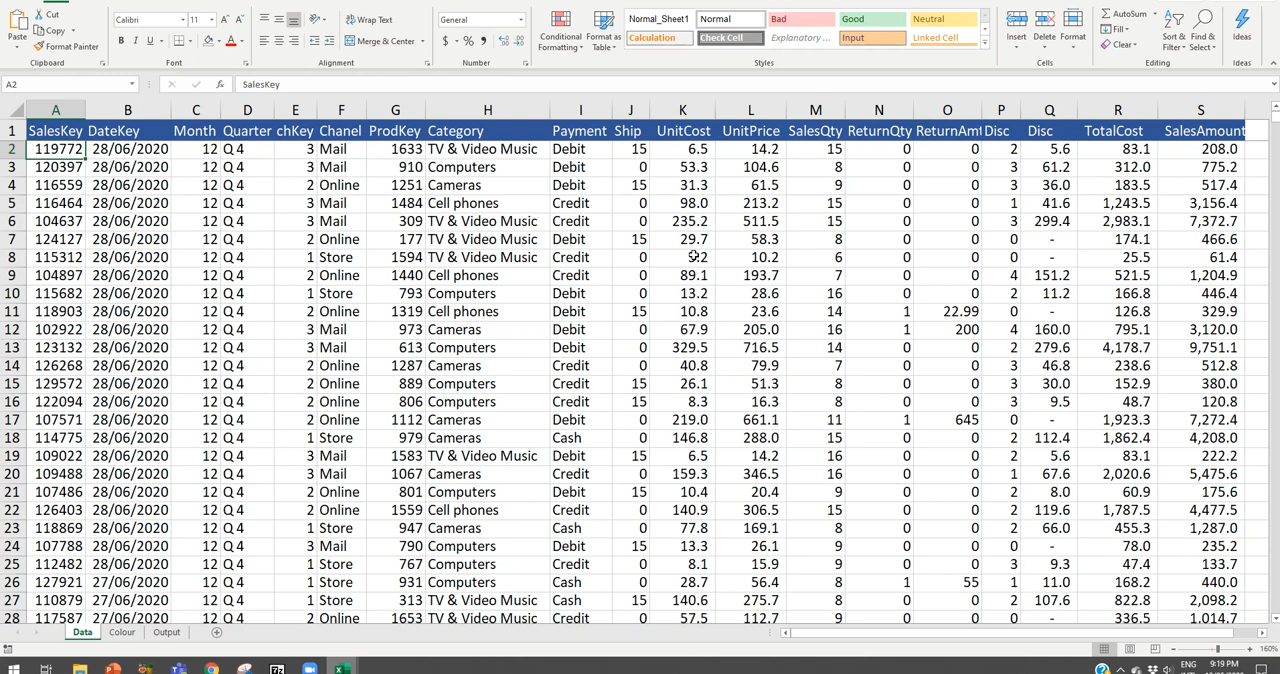 Cut
Copy
Format Painter
Paste
Clipboard
Calibri
11
B I U
Font
Wrap Text
Merge & Center
Alignment
General
$ % ,
Number
Conditional Formatting
Format as Table
Normal_Sheet1 Normal Bad Good Neutral
Calculation Check Cell Explanatory ... Input Linked Cell
Styles
Insert Delete Format
Cells
AutoSum
Fill
Clear
Sort & Filter
Find & Select
Editing
Ideas
Ideas
A2
fx
SalesKey
A B C D E F G H I J K L M N O P Q R S
1 SalesKey DateKey Month Quarter chKey Chanel ProdKey Category Payment Ship UnitCost UnitPrice SalesQty ReturnQty ReturnAmt Disc Disc TotalCost SalesAmount
2 119772 28/06/2020 12 Q 4 3 Mail 1633 TV & Video Music Debit 15 6.5 14.2 15 0 0 2 5.6 83.1 208.0
3 120397 28/06/2020 12 Q 4 3 Mail 910 Computers Debit 0 53.3 104.6 8 0 0 3 61.2 312.0 775.2
4 116559 28/06/2020 12 Q 4 2 Online 1251 Cameras Debit 15 31.3 61.5 9 0 0 3 36.0 183.5 517.4
5 116464 28/06/2020 12 Q 4 3 Mail 1484 Cell phones Credit 0 98.0 213.2 15 0 0 1 41.6 1,243.5 3,156.4
6 104637 28/06/2020 12 Q 4 3 Mail 309 TV & Video Music Credit 0 235.2 511.5 15 0 0 3 299.4 2,983.1 7,372.7
7 124127 28/06/2020 12 Q 4 2 Online 177 TV & Video Music Debit 15 29.7 58.3 8 0 0 0 - 174.1 466.6
8 115312 28/06/2020 12 Q 4 1 Store 1594 TV & Video Music Credit 0 10.2 6 0 0 0 - 25.5 61.4
9 104897 28/06/2020 12 Q 4 2 Online 1440 Cell phones Credit 0 89.1 193.7 7 0 0 4 151.2 521.5 1,204.9
10 115682 28/06/2020 12 Q 4 1 Store 793 Computers Debit 0 13.2 28.6 16 0 0 2 11.2 166.8 446.4
11 118903 28/06/2020 12 Q 4 2 Online 1319 Cell phones Debit 15 10.8 23.6 14 1 22.99 0 - 126.8 329.9
12 102922 28/06/2020 12 Q 4 3 Mail 973 Cameras Debit 0 67.9 205.0 16 1 200 4 160.0 795.1 3,120.0
13 123132 28/06/2020 12 Q 4 3 Mail 613 Computers Debit 0 329.5 716.5 14 0 0 2 279.6 4,178.7 9,751.1
14 126268 28/06/2020 12 Q 4 2 Online 1287 Cameras Credit 0 40.8 79.9 7 0 0 3 46.8 238.6 512.8
15 129572 28/06/2020 12 Q 4 2 Online 889 Computers Credit 15 26.1 51.3 8 0 0 3 30.0 152.9 380.0
16 122094 28/06/2020 12 Q 4 2 Online 806 Computers Credit 15 8.3 16.3 8 0 0 3 9.5 48.7 120.8
17 107571 28/06/2020 12 Q 4 2 Online 1112 Cameras Debit 0 219.0 661.1 11 1 645 0 - 1,923.3 7,272.4
18 114775 28/06/2020 12 Q 4 1 Store 979 Cameras Cash 0 146.8 288.0 15 0 0 2 112.4 1,862.4 4,208.0
19 109022 28/06/2020 12 Q 4 3 Mail 1583 TV & Video Music Debit 15 6.5 14.2 16 0 0 2 5.6 83.1 222.2
20 109488 28/06/2020 12 Q 4 3 Mail 1067 Cameras Credit 0 159.3 346.5 16 0 0 1 67.6 2,020.6 5,475.6
21 107486 28/06/2020 12 Q 4 2 Online 801 Computers Debit 15 10.4 20.4 9 0 0 2 8.0 60.9 175.6
22 126403 28/06/2020 12 Q 4 2 Online 1559 Cell phones Credit 0 140.9 306.5 15 0 0 2 119.6 1,787.5 4,477.5
23 118869 28/06/2020 12 Q 4 1 Store 947 Cameras Cash 0 77.8 169.1 8 0 0 2 66.0 455.3 1,287.0
24 107788 28/06/2020 12 Q 4 3 Mail 790 Computers Debit 15 13.3 26.1 9 0 0 0 - 78.0 235.2
25 112482 28/06/2020 12 Q 4 1 Store 767 Computers Credit 0 8.1 15.9 9 0 0 3 9.3 47.4 133.7
26 127921 27/06/2020 12 Q 4 1 Store 931 Computers Cash 0 28.7 56.4 8 1 55 1 11.0 168.2 440.0
27 110879 27/06/2020 12 Q 4 1 Store 313 TV & Video Music Cash 15 140.6 275.7 8 0 0 3 107.6 822.8 2,098.2
28 117587 27/06/2020 12 Q 4 2 Online 1653 Cell phones Credit 0 57.5 112.7 9 0 0 0 - 336.5 1,014.7
Data Colour Output
160%
ENG
9:19 PM